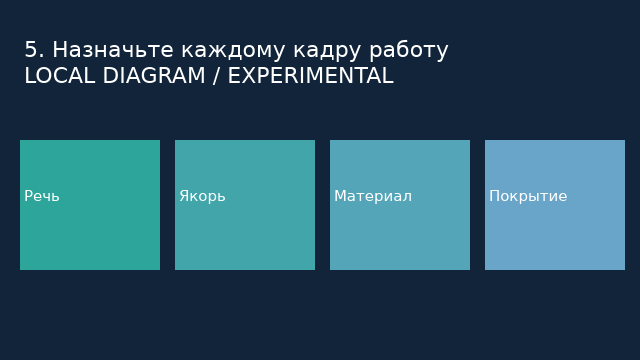 5. Назначьте каждому кадру работу
LOCAL DIAGRAM / EXPERIMENTAL
Речь
Якорь
Материал
Покрытие